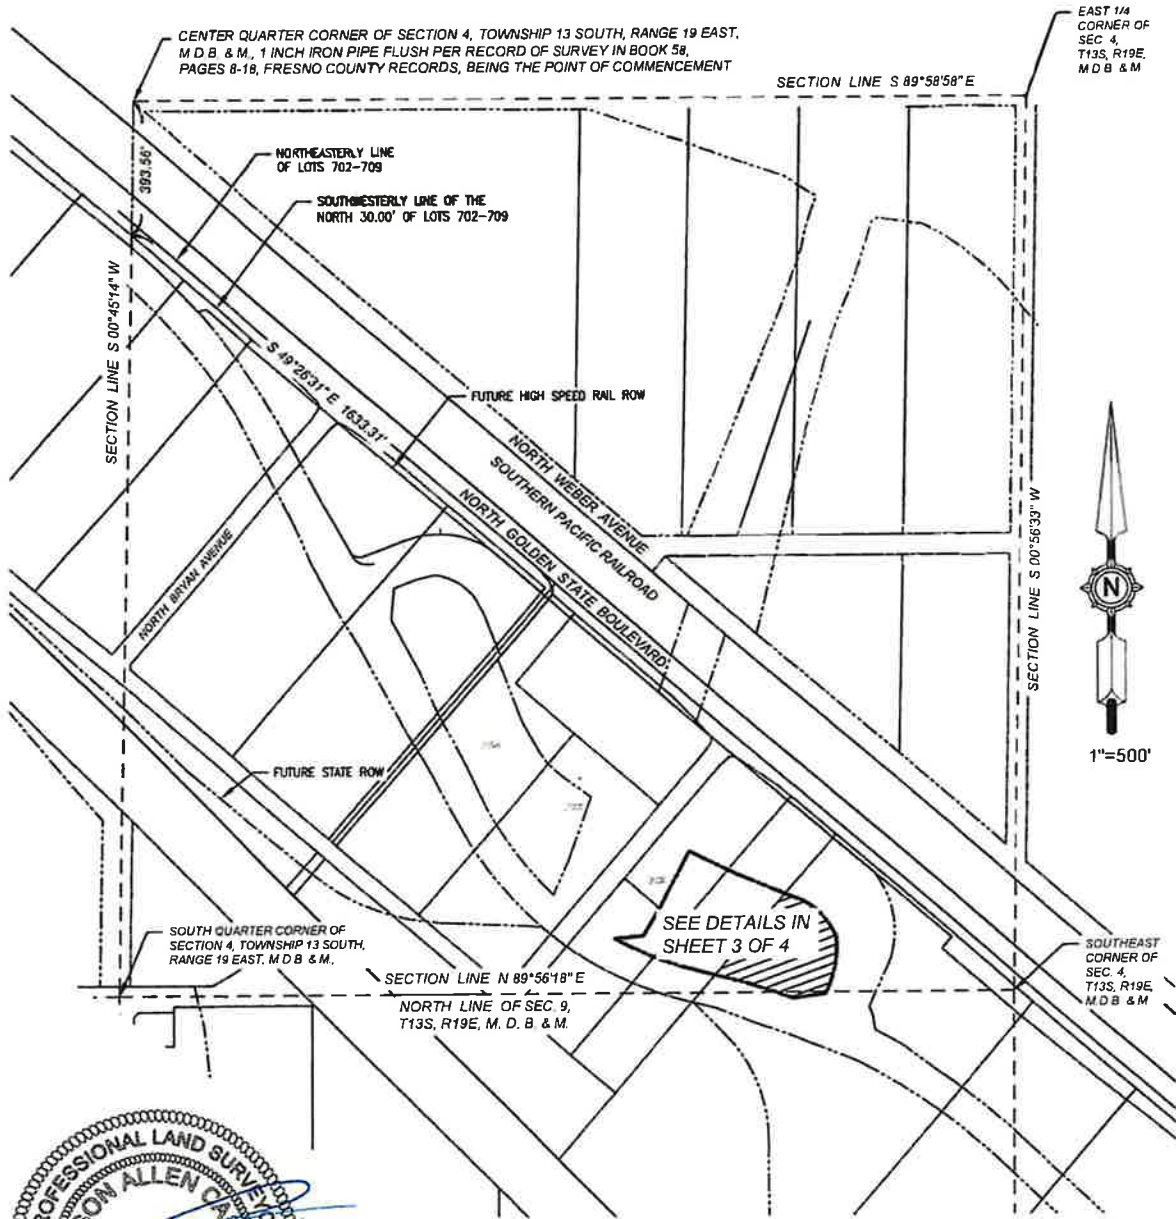 CENTER QUARTER CORNER OF SECTION 4, TOWNSHIP 13 SOUTH, RANGE 19 EAST,
M D B. & M., 1 INCH IRON PIPE FLUSH PER RECORD OF SURVEY IN BOOK 58,
PAGES 8-18, FRESNO COUNTY RECORDS, BEING THE POINT OF COMMENCEMENT
EAST 1/4
CORNER OF
SEC 4,
T13S, R19E,
M D B & M
SECTION LINE S 89°58'58" E
393.56'
NORTHEASTERLY LINE
OF LOTS 702-709
SOUTHWESTERLY LINE OF THE
NORTH 30.00' OF LOTS 702-709
SECTION LINE S 00°45'14" W
S 49°26'31" E 1633.31'
FUTURE HIGH SPEED RAIL ROW
NORTH WEBER AVENUE
SOUTHERN PACIFIC RAILROAD
NORTH GOLDEN STATE BOULEVARD
NORTH BRYAN AVENUE
SECTION LINE S 00°56'33" W
N
1"=500'
FUTURE STATE ROW
SEE DETAILS IN
SHEET 3 OF 4
SOUTH QUARTER CORNER OF
SECTION 4, TOWNSHIP 13 SOUTH,
RANGE 19 EAST, M D B & M.,
SECTION LINE N 89°56'18" E
NORTH LINE OF SEC. 9,
T13S, R19E, M. D. B. & M.
SOUTHEAST
CORNER OF
SEC. 4,
T13S, R19E,
M.D.B & M
PROFESSIONAL LAND SURVEYO
ON ALLEN CA